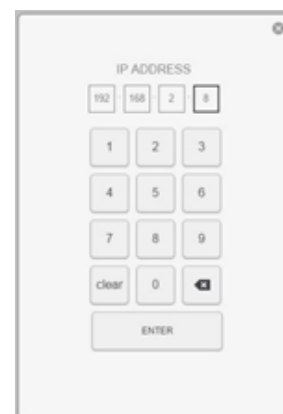 IP ADDRESS
192 168 2 8
1 2 3
4 5 6
7 8 9
clear 0
ENTER